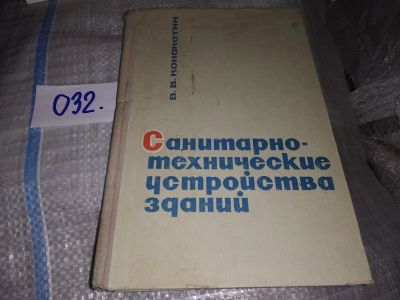 032.
В. В. КОНОКОТИН
Санитарно-
технические
устройства
зданий